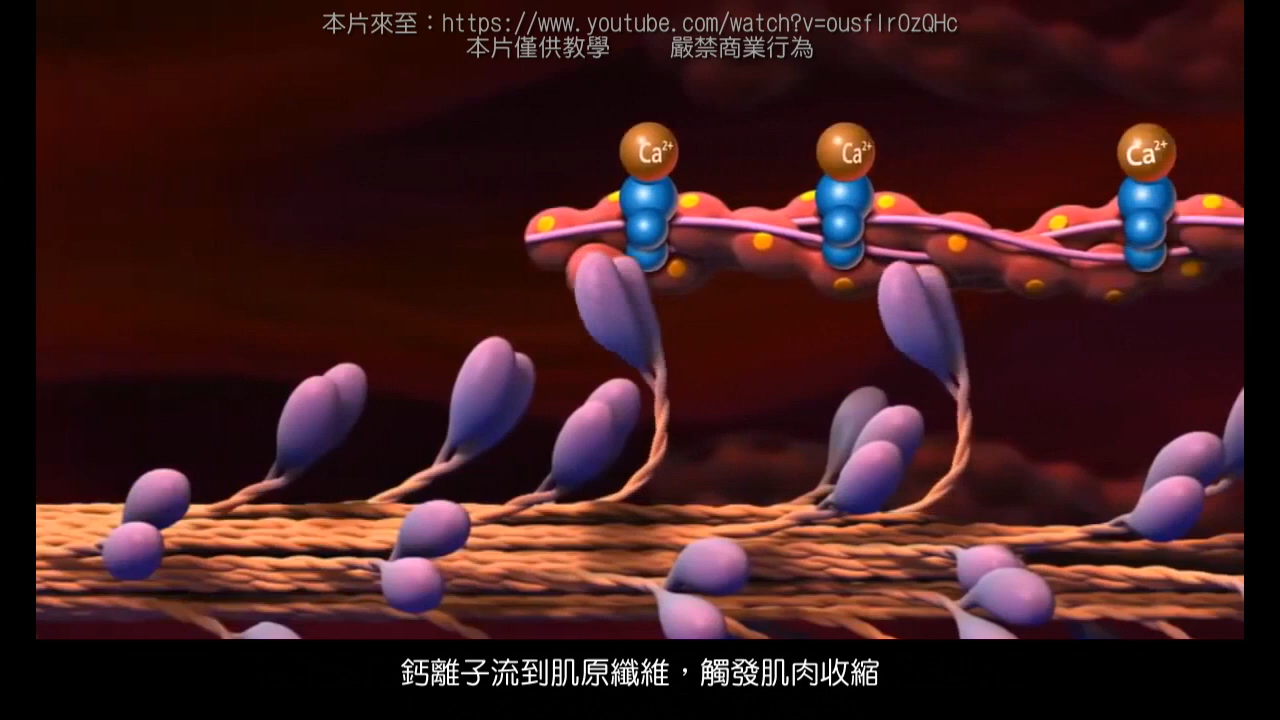 本片來至：https://www.youtube.com/watch?v=ousfIrOzQHc
本片僅供教學 嚴禁商業行為
Ca²⁺ Ca²⁺ Ca²⁺
鈣離子流到肌原纖維，觸發肌肉收縮